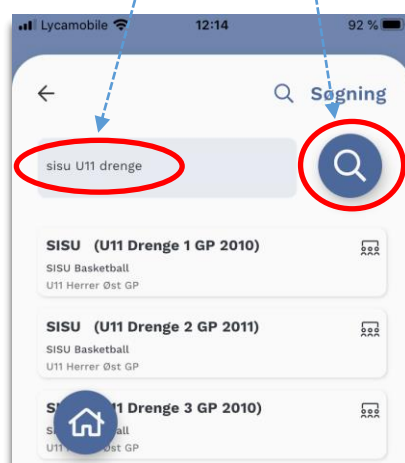 Lycamobile 12:14 92 %
Søgning
sisu U11 drenge
SISU (U11 Drenge 1 GP 2010)
SISU Basketball
U11 Herrer Øst GP
SISU (U11 Drenge 2 GP 2011)
SISU Basketball
U11 Herrer Øst GP
11 Drenge 3 GP 2010)
all
U11 st GP